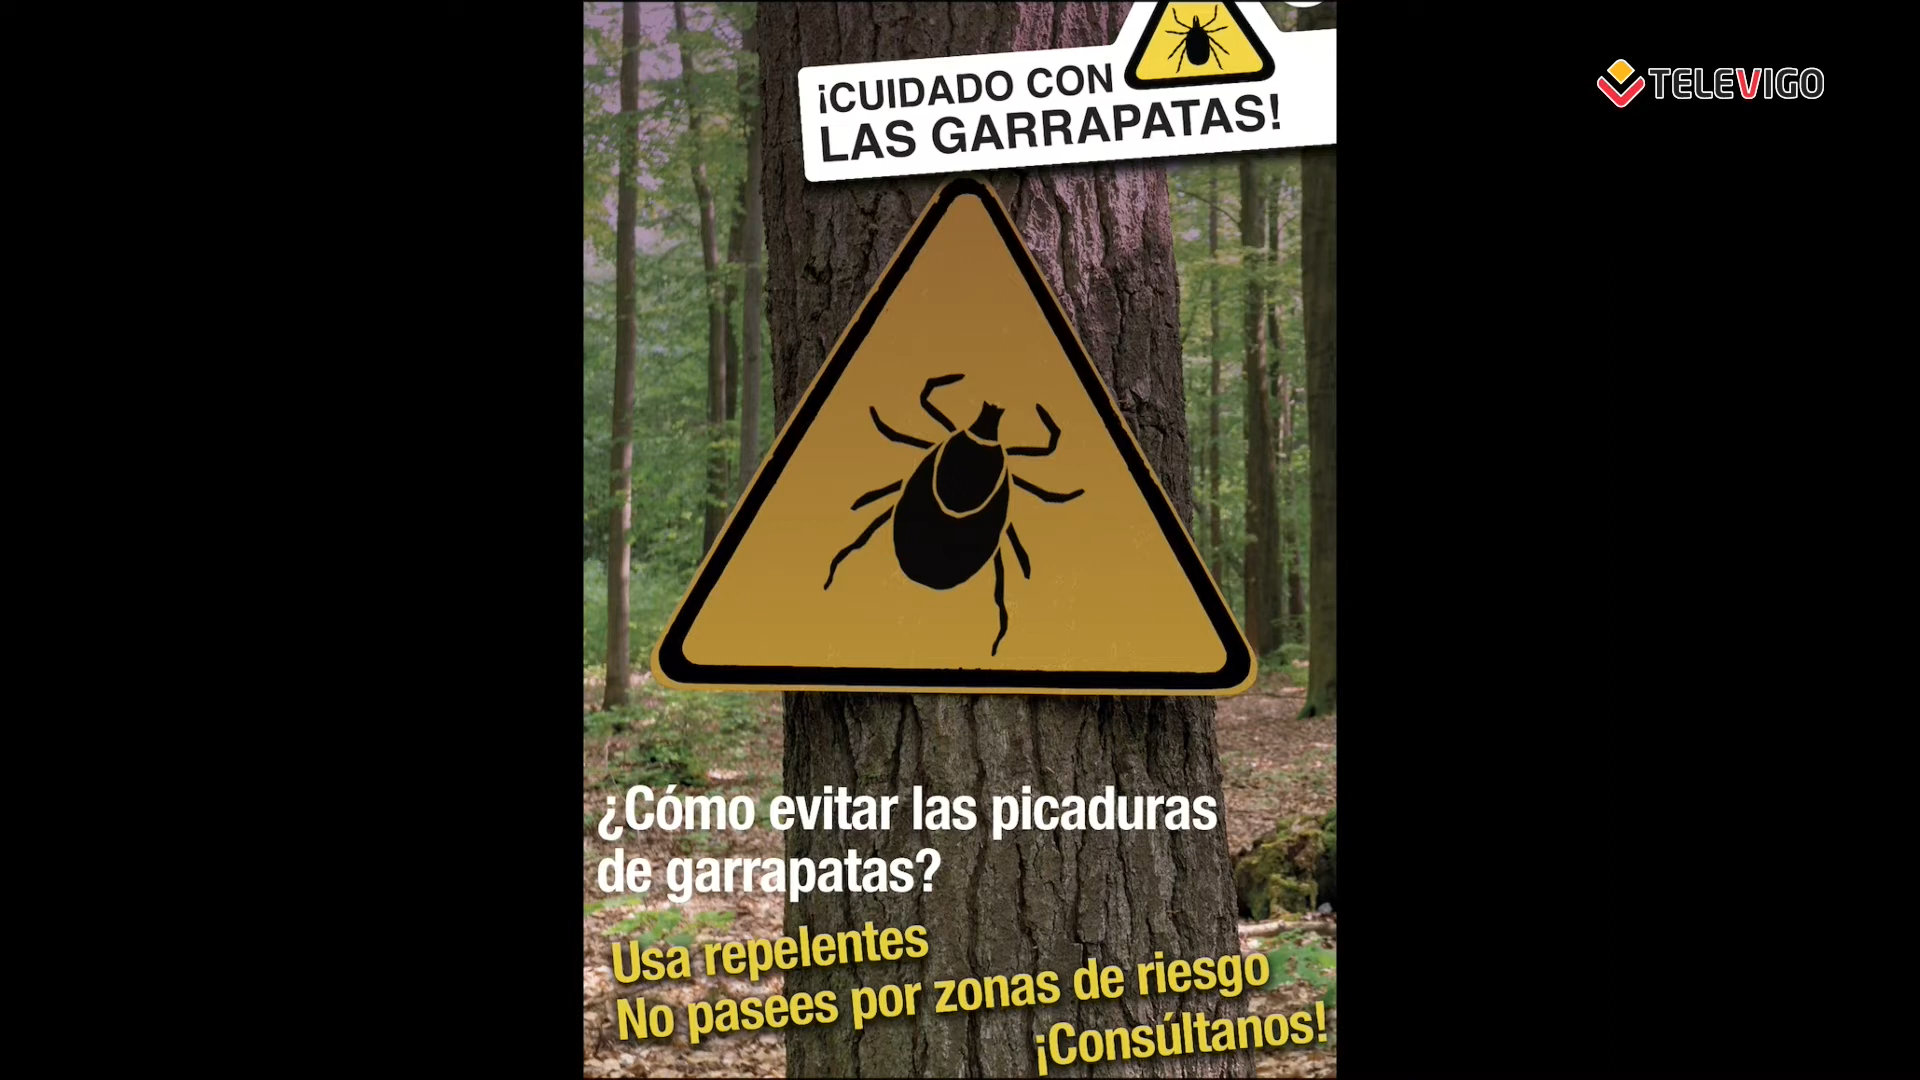 ¡CUIDADO CON
LAS GARRAPATAS!
TELEVIGO
¿Cómo evitar las picaduras
de garrapatas?
Usa repelentes
No pasees por zonas de riesgo
¡Consúltanos!